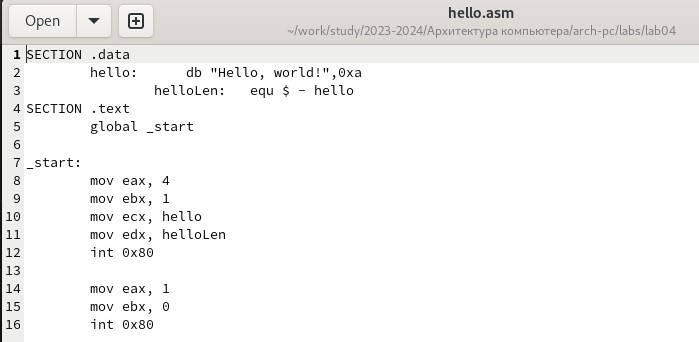 Open
hello.asm
~/work/study/2023-2024/Архитектура компьютера/arch-pc/labs/lab04
1 SECTION .data
2 hello: db "Hello, world!",0xa
3 helloLen: equ $ - hello
4 SECTION .text
5 global _start
6
7 _start:
8 mov eax, 4
9 mov ebx, 1
10 mov ecx, hello
11 mov edx, helloLen
12 int 0x80
13
14 mov eax, 1
15 mov ebx, 0
16 int 0x80